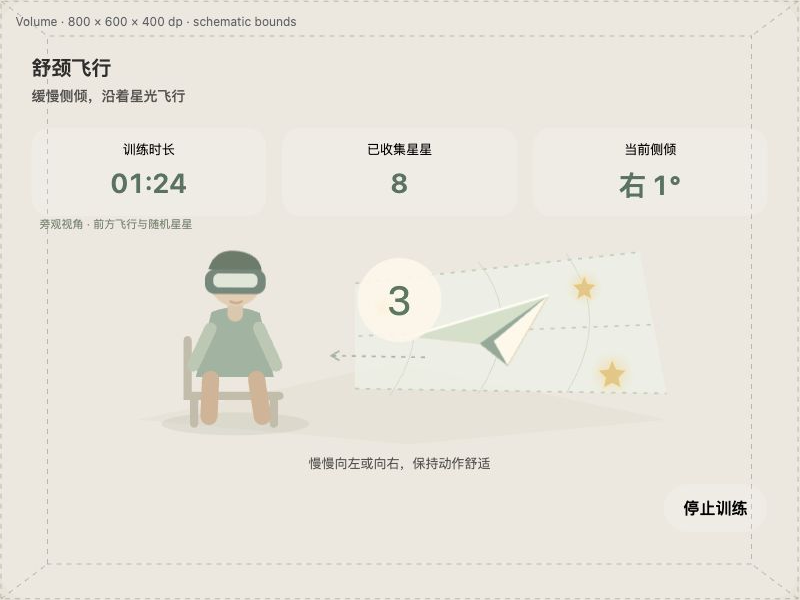 Volume · 800 × 600 × 400 dp · schematic bounds
舒颈飞行
缓慢侧倾，沿着星光飞行
训练时长
01:24
已收集星星
8
当前侧倾
右 1°
旁观视角 · 前方飞行与随机星星
3
慢慢向左或向右，保持动作舒适
停止训练